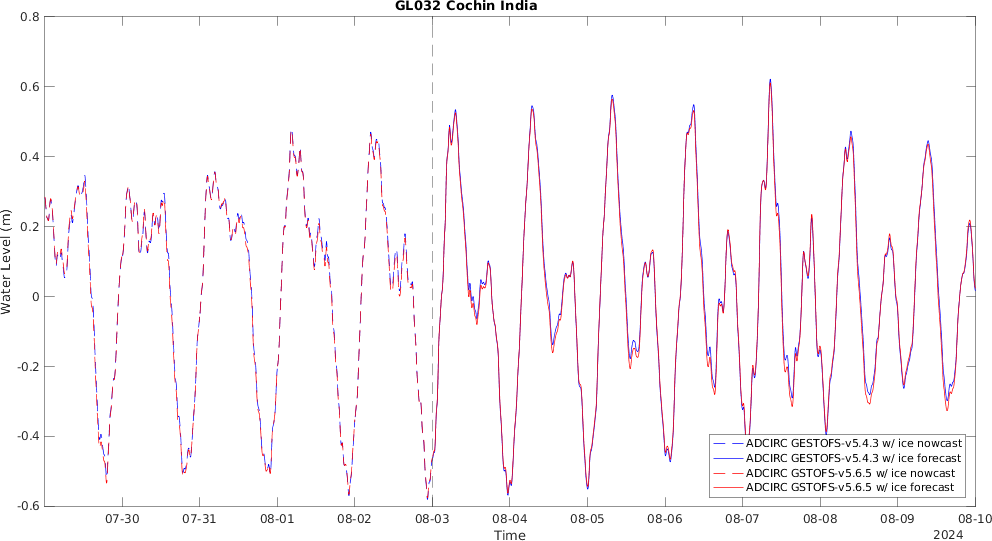 GL032 Cochin India
0.8
0.6
0.4
0.2
0
-0.2
-0.4
-0.6
Water Level (m)
ADCIRC GESTOFS-v5.4.3 w/ ice nowcast
ADCIRC GESTOFS-v5.4.3 w/ ice forecast
ADCIRC GSTOFS-v5.6.5 w/ ice nowcast
ADCIRC GSTOFS-v5.6.5 w/ ice forecast
07-30 07-31 08-01 08-02 08-03 08-04 08-05 08-06 08-07 08-08 08-09 08-10
Time
2024